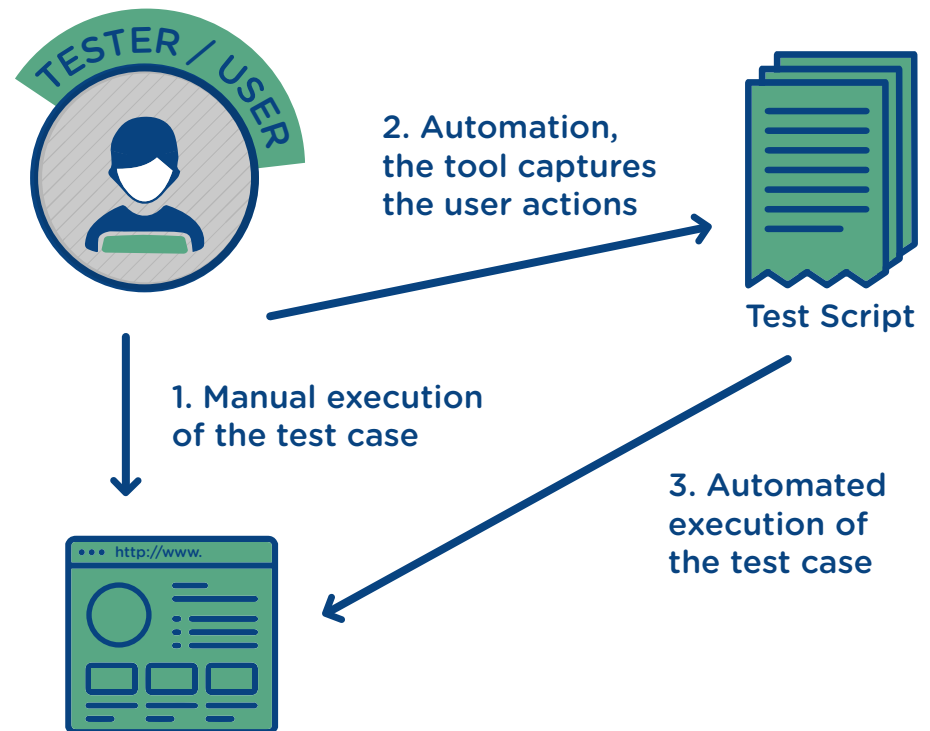 TESTER / USER
2. Automation,
the tool captures
the user actions
Test Script
1. Manual execution
of the test case
3. Automated
execution of
the test case
http://www.